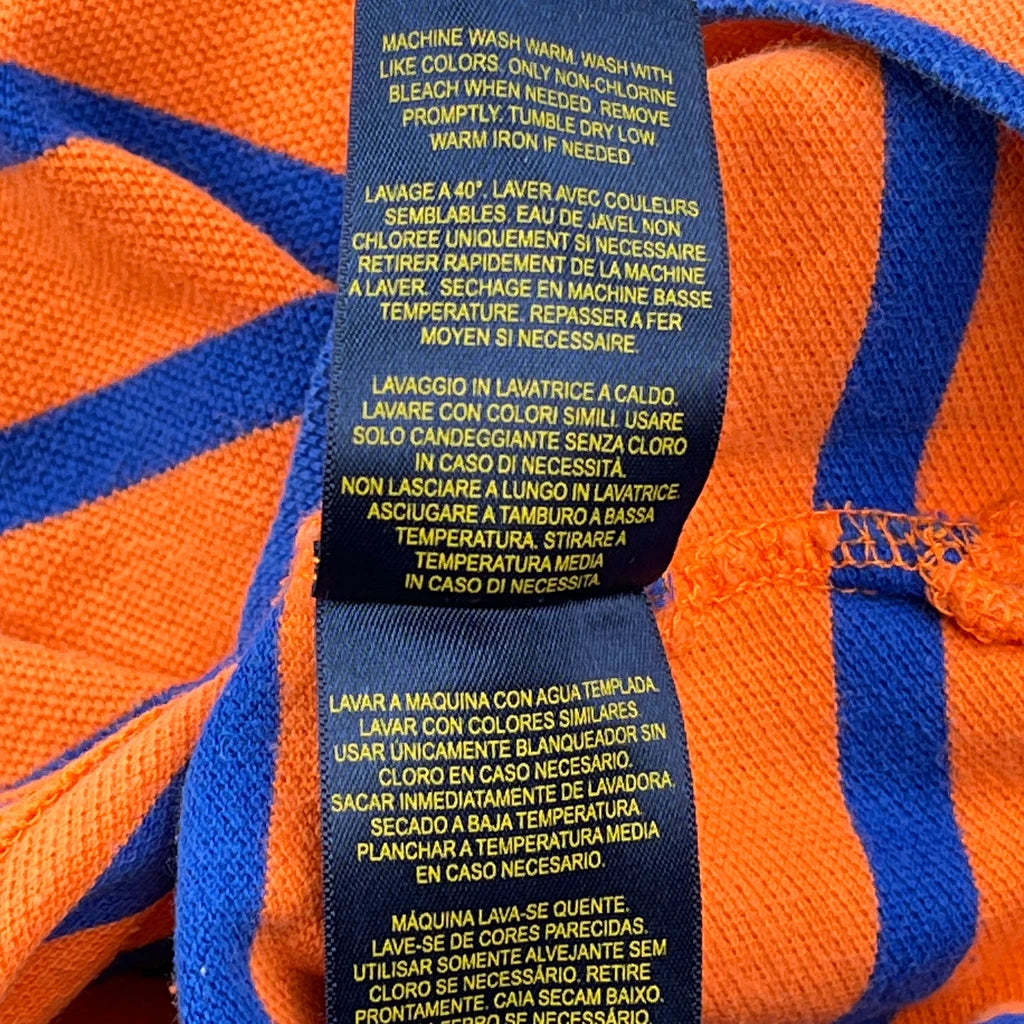 MACHINE WASH WARM. WASH WITH
LIKE COLORS. ONLY NON-CHLORINE
BLEACH WHEN NEEDED. REMOVE
PROMPTLY. TUMBLE DRY LOW.
WARM IRON IF NEEDED.
LAVAGE A 40°. LAVER AVEC COULEURS
SEMBLABLES. EAU DE JAVEL NON
CHLOREE UNIQUEMENT SI NECESSAIRE
RETIRER RAPIDEMENT DE LA MACHINE
A LAVER. SECHAGE EN MACHINE BASSE
TEMPERATURE. REPASSER A FER
MOYEN SI NECESSAIRE.
LAVAGGIO IN LAVATRICE A CALDO.
LAVARE CON COLORI SIMILI. USARE
SOLO CANDEGGIANTE SENZA CLORO
IN CASO DI NECESSITÀ.
NON LASCIARE A LUNGO IN LAVATRICE.
ASCIUGARE A TAMBURO A BASSA
TEMPERATURA. STIRARE A
TEMPERATURA MEDIA
IN CASO DI NECESSITA.
LAVAR A MAQUINA CON AGUA TEMPLADA.
LAVAR CON COLORES SIMILARES
USAR ÚNICAMENTE BLANQUEADOR SIN
CLORO EN CASO NECESARIO.
SACAR INMEDIATAMENTE DE LAVADORA.
SECADO A BAJA TEMPERATURA
PLANCHAR A TEMPERATURA MEDIA
EN CASO NECESARIO.
MÁQUINA LAVA-SE QUENTE.
LAVE-SE DE CORES PARECIDAS.
UTILISAR SOMENTE ALVEJANTE SEM
CLORO SE NECESSÁRIO. RETIRE
PRONTAMENTE. CAIA SECAM BAIXO.
FERRO SE NECESSÁRIO.